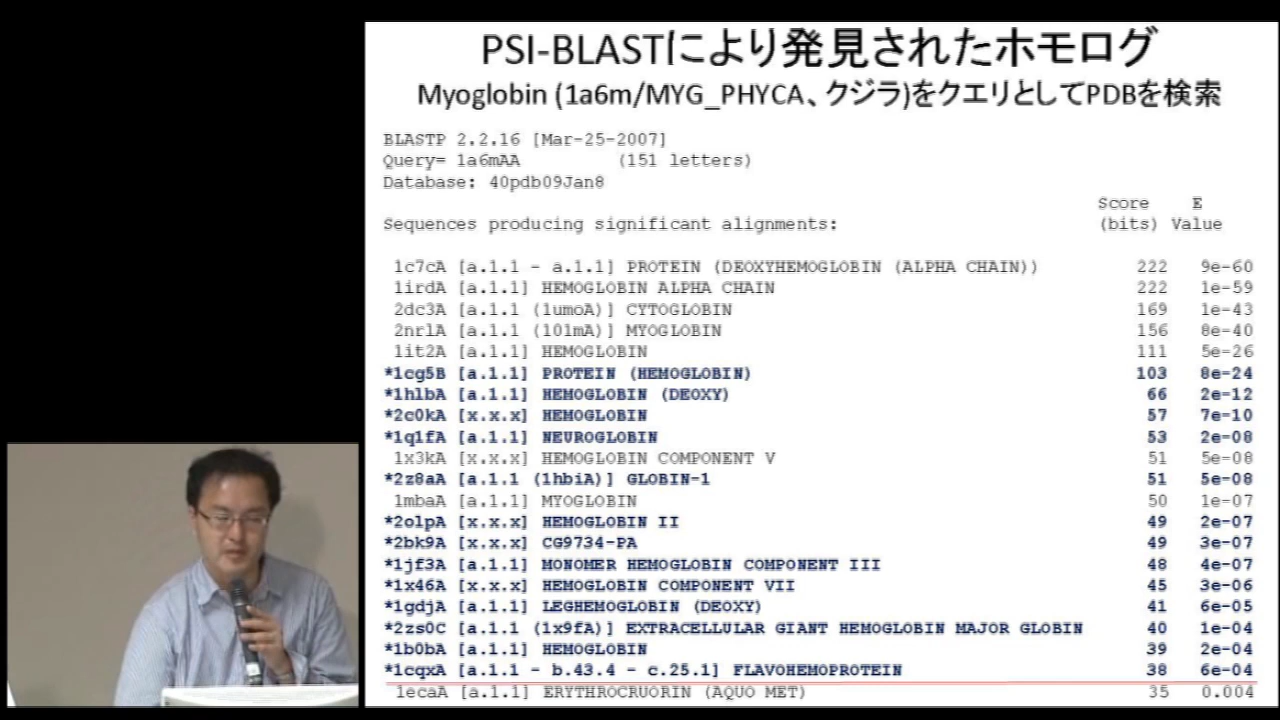 PSI-BLASTにより発見されたホモログ
Myoglobin (1a6m/MYG_PHYCA、クジラ)をクエリとしてPDBを検索
BLASTP 2.2.16 [Mar-25-2007]
Query= 1a6mAA (151 letters)
Database: 40pdb09Jan8
Score E
Sequences producing significant alignments: (bits) Value
1c7cA [a.1.1 - a.1.1] PROTEIN (DEOXYHEMOGLOBIN (ALPHA CHAIN)) 222 9e-60
1irdA [a.1.1] HEMOGLOBIN ALPHA CHAIN 222 1e-59
2dc3A [a.1.1 (1umoA)] CYTOGLOBIN 169 1e-43
2nrlA [a.1.1 (101mA)] MYOGLOBIN 156 8e-40
1it2A [a.1.1] HEMOGLOBIN 111 5e-26
*1cg5B [a.1.1] PROTEIN (HEMOGLOBIN) 103 8e-24
*1hlbA [a.1.1] HEMOGLOBIN (DEOXY) 66 2e-12
*2c0kA [x.x.x] HEMOGLOBIN 57 7e-10
*1q1fA [a.1.1] NEUROGLOBIN 53 2e-08
1x3kA [x.x.x] HEMOGLOBIN COMPONENT V 51 5e-08
*2z8aA [a.1.1 (1hbiA)] GLOBIN-1 51 5e-08
1mbaA [a.1.1] MYOGLOBIN 50 1e-07
*2olpA [x.x.x] HEMOGLOBIN II 49 2e-07
*2bk9A [x.x.x] CG9734-PA 49 3e-07
*1jf3A [a.1.1] MONOMER HEMOGLOBIN COMPONENT III 48 4e-07
*1x46A [x.x.x] HEMOGLOBIN COMPONENT VII 45 3e-06
*1gdjA [a.1.1] LEGHEMOGLOBIN (DEOXY) 41 6e-05
*2zs0C [a.1.1 (1x9fA)] EXTRACELLULAR GIANT HEMOGLOBIN MAJOR GLOBIN 40 1e-04
*1b0bA [a.1.1] HEMOGLOBIN 39 2e-04
*1cqxA [a.1.1 - b.43.4 - c.25.1] FLAVOHEMOPROTEIN 38 6e-04
1ecaA [a.1.1] ERYTHROCRUORIN (AQUO MET) 35 0.004